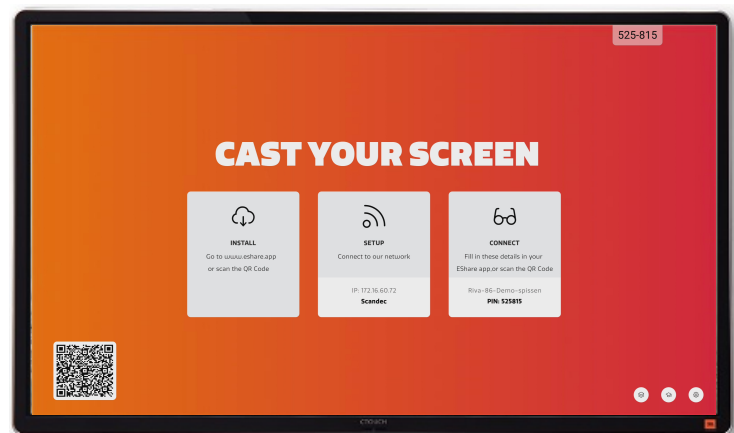 525-815
CAST YOUR SCREEN
INSTALL
Go to www.eshare.app
or scan the QR Code
SETUP
Connect to our network
IP: 172.16.60.72
Scandec
CONNECT
Fill in these details in your
EShare app,or scan the QR Code
Riva-86-Demo-spissen
PIN: 525815
CTOUCH